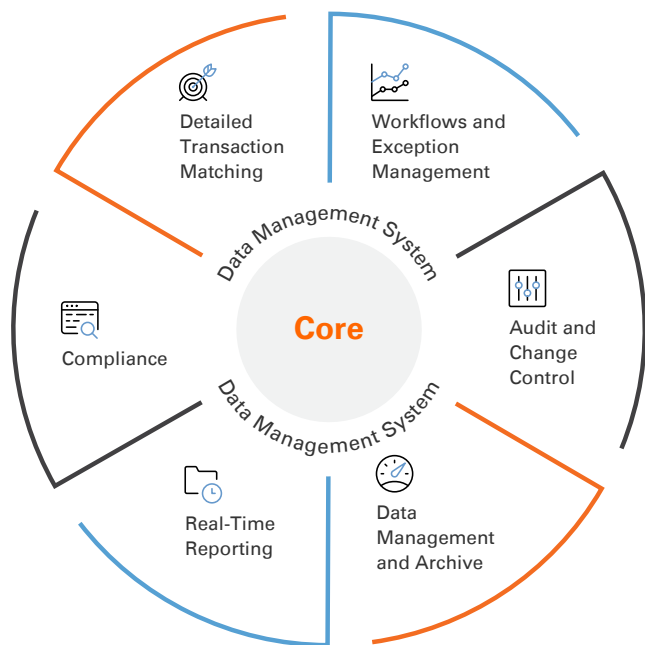 Detailed
Transaction
Matching
Workflows and
Exception
Management
Data Management System
Core
Compliance
Audit and
Change
Control
Data Management System
Real-Time
Reporting
Data
Management
and Archive